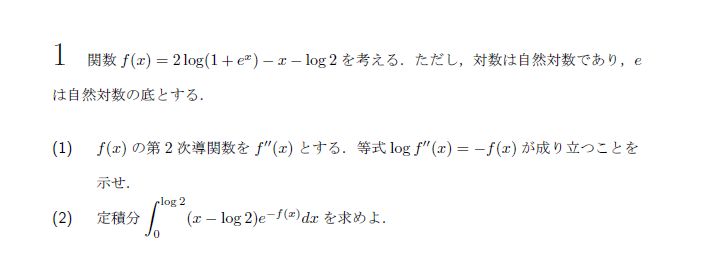 1 関数 f(x) = 2 log(1 + e^x) − x − log 2 を考える．ただし，対数は自然対数であり，e
は自然対数の底とする．
(1) f(x) の第 2 次導関数を f''(x) とする．等式 log f''(x) = −f(x) が成り立つことを
示せ．
(2) 定積分 ∫_0^{log 2} (x − log 2)e^{−f(x)}dx を求めよ．